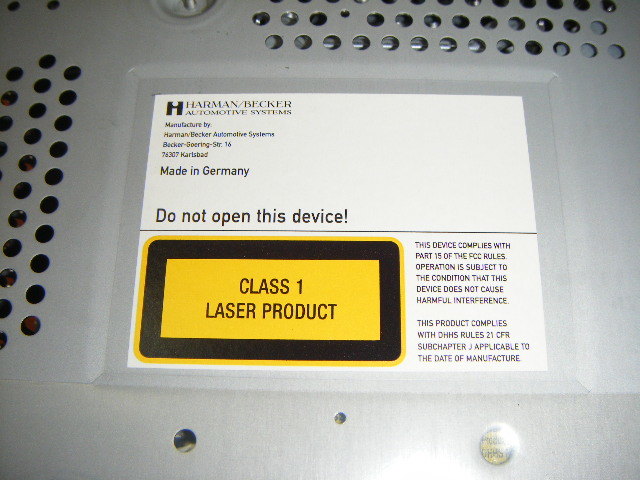 HARMAN/BECKER
AUTOMOTIVE SYSTEMS
Manufacture by:
Harman/Becker Automotive Systems
Becker-Goering-Str. 16
76307 Karlsbad
Made in Germany
Do not open this device!
CLASS 1
LASER PRODUCT
THIS DEVICE COMPLIES WITH
PART 15 OF THE FCC RULES.
OPERATION IS SUBJECT TO
THE CONDITION THAT THIS
DEVICE DOES NOT CAUSE
HARMFUL INTERFERENCE.
THIS PRODUCT COMPLIES
WITH DHHS RULES 21 CFR
SUBCHAPTER J APPLICABLE TO
THE DATE OF MANUFACTURE.